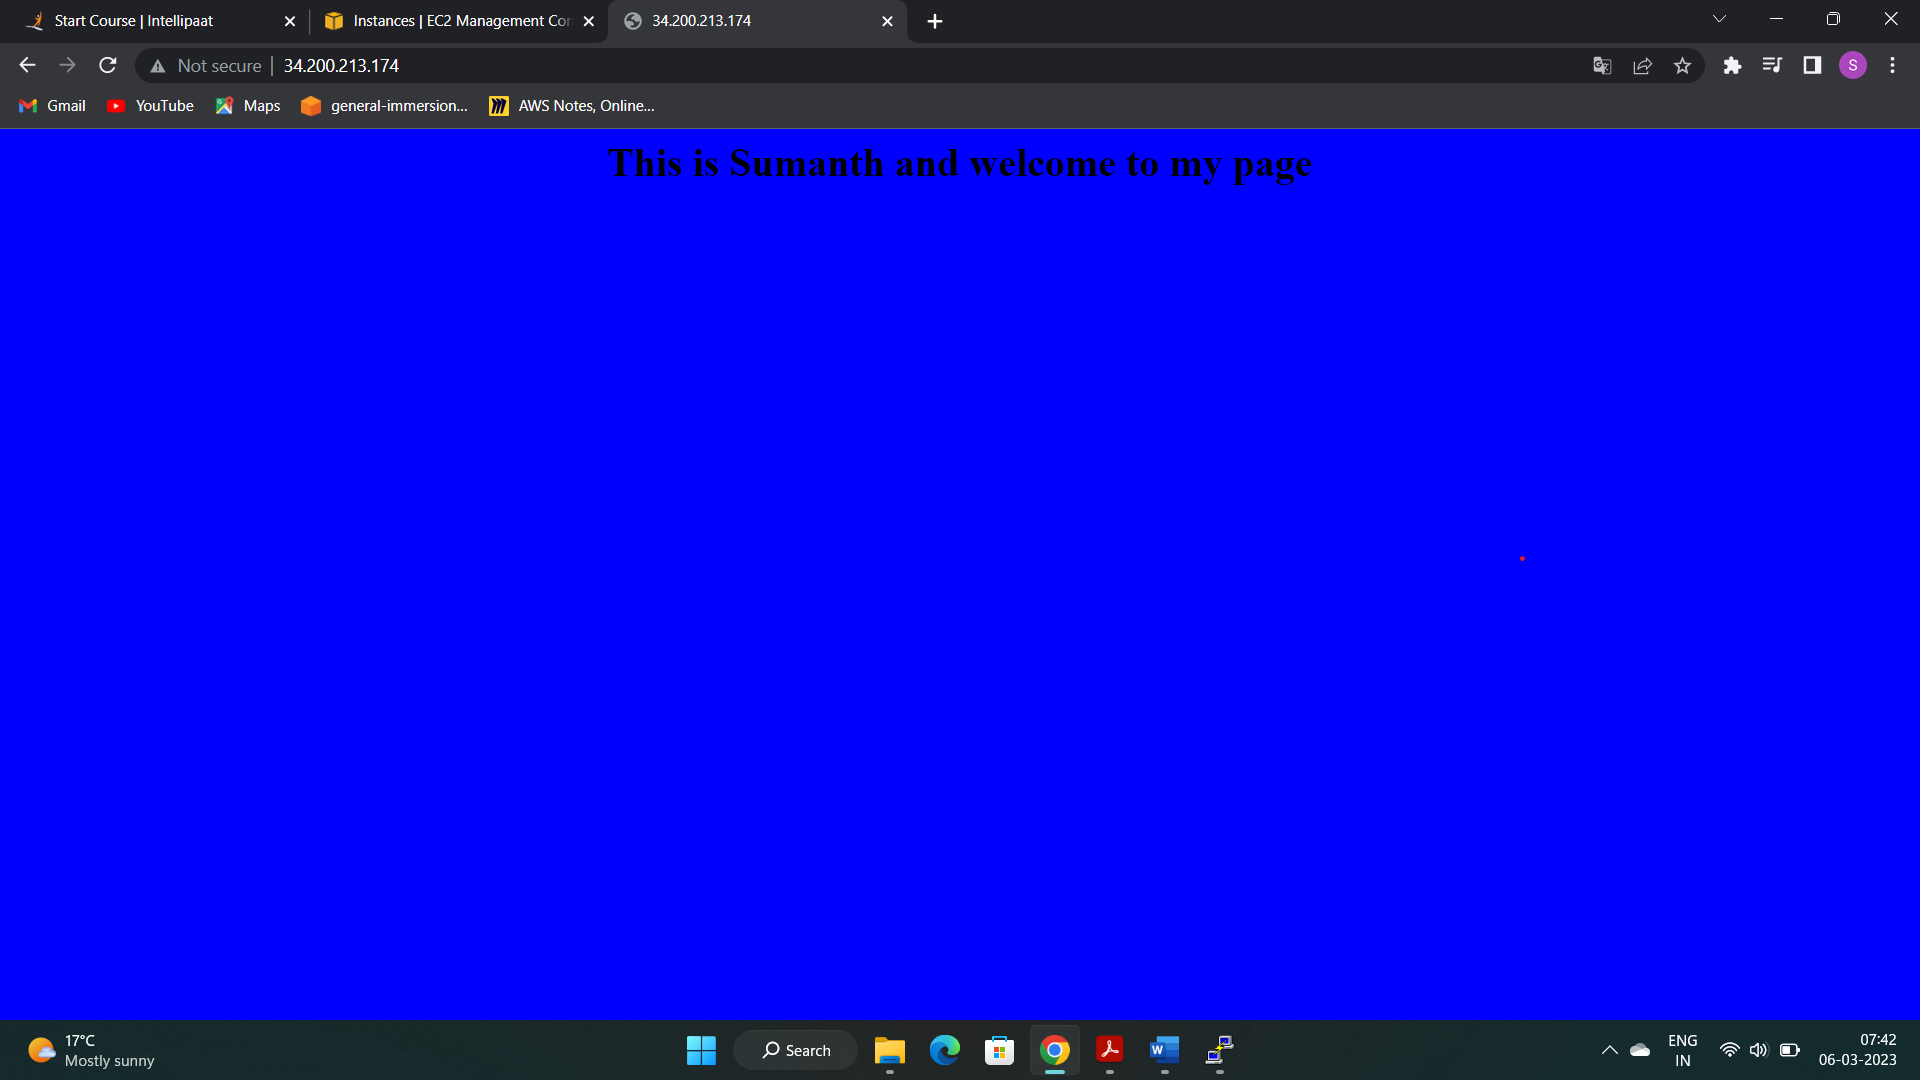 Start Course | Intellipaat
Instances | EC2 Management Con
34.200.213.174
Not secure | 34.200.213.174
S
Gmail
YouTube
Maps
general-immersion...
AWS Notes, Online...
This is Sumanth and welcome to my page
17°C
Mostly sunny
Search
ENG
IN
07:42
06-03-2023